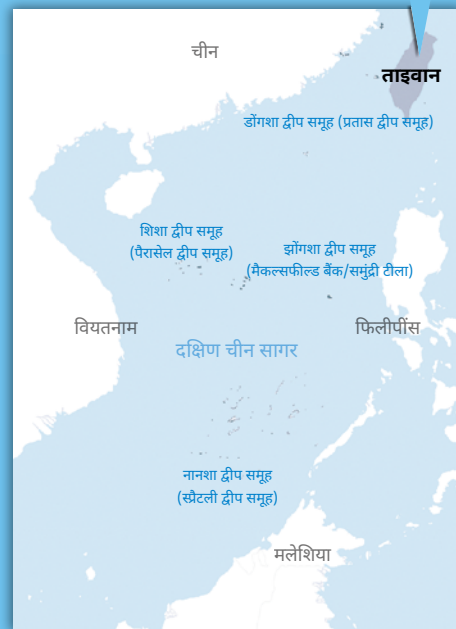 चीन
ताइवान
डोंगशा द्वीप समूह (प्रतास द्वीप समूह)
शिशा द्वीप समूह
(पैरासेल द्वीप समूह)
झोंगशा द्वीप समूह
(मैकल्सफील्ड बैंक/समुंद्री टीला)
वियतनाम
फिलीपींस
दक्षिण चीन सागर
नानशा द्वीप समूह
(स्प्रैटली द्वीप समूह)
मलेशिया